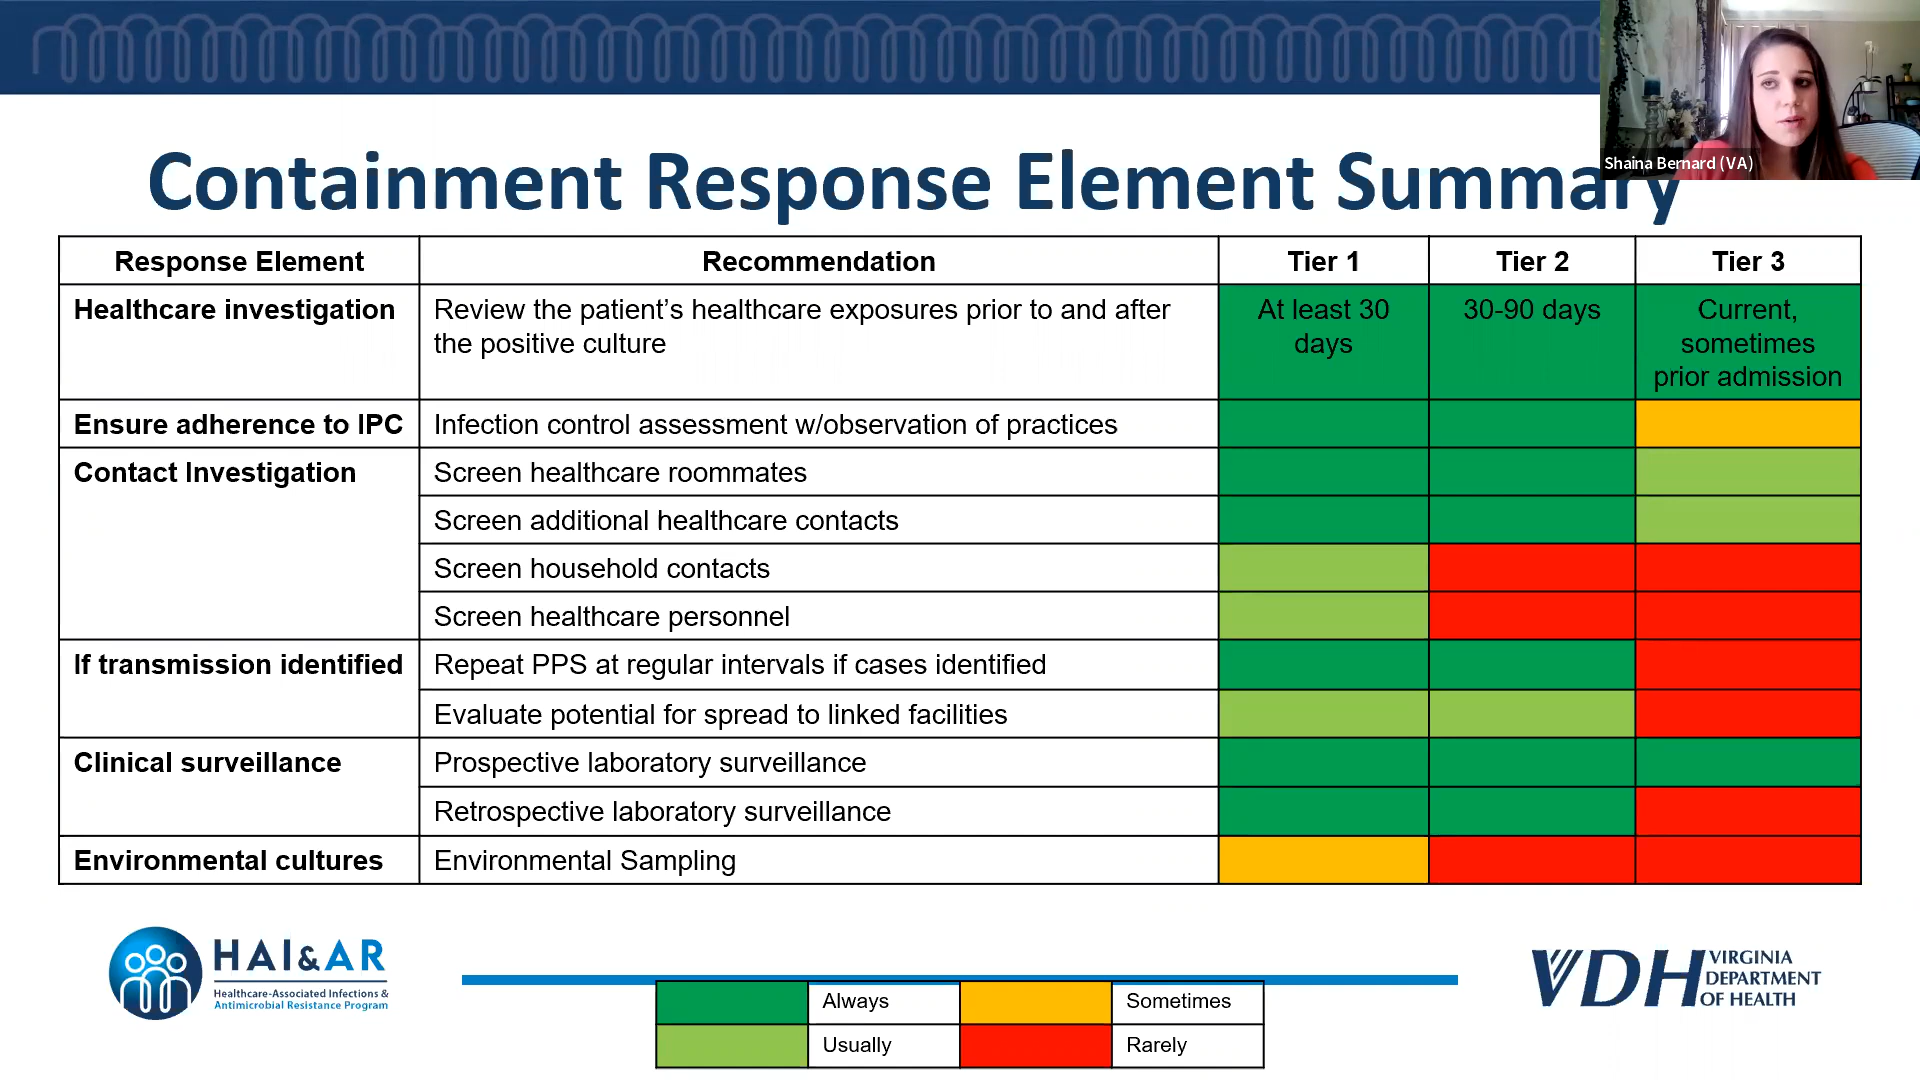 Shaina Bernard (VA)
Containment Response Element Summary
Response Element Recommendation Tier 1 Tier 2 Tier 3
Healthcare investigation Review the patient’s healthcare exposures prior to and after At least 30 30-90 days Current,
the positive culture days sometimes
prior admission
Ensure adherence to IPC Infection control assessment w/observation of practices
Contact Investigation Screen healthcare roommates
Screen additional healthcare contacts
Screen household contacts
Screen healthcare personnel
If transmission identified Repeat PPS at regular intervals if cases identified
Evaluate potential for spread to linked facilities
Clinical surveillance Prospective laboratory surveillance
Retrospective laboratory surveillance
Environmental cultures Environmental Sampling
HAI&AR
Healthcare-Associated Infections &
Antimicrobial Resistance Program
Always Sometimes
Usually Rarely
VDH VIRGINIA
DEPARTMENT
OF HEALTH